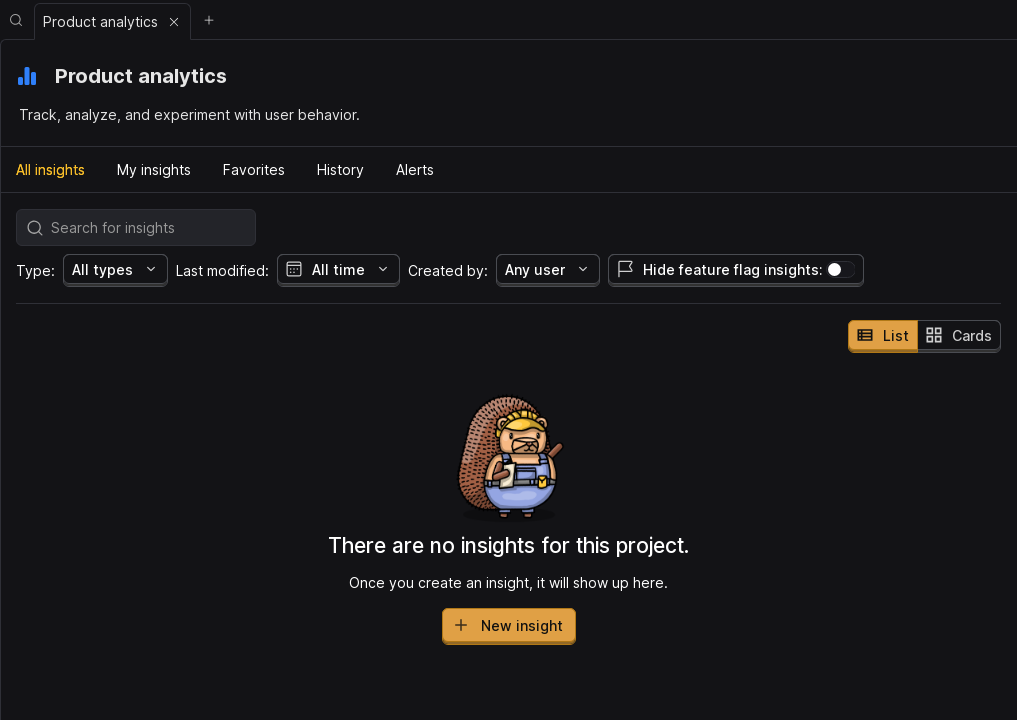 Product analytics
Product analytics
Track, analyze, and experiment with user behavior.
All insights My insights Favorites History Alerts
Search for insights
Type: All types Last modified: All time Created by: Any user Hide feature flag insights:
List Cards
There are no insights for this project.
Once you create an insight, it will show up here.
New insight